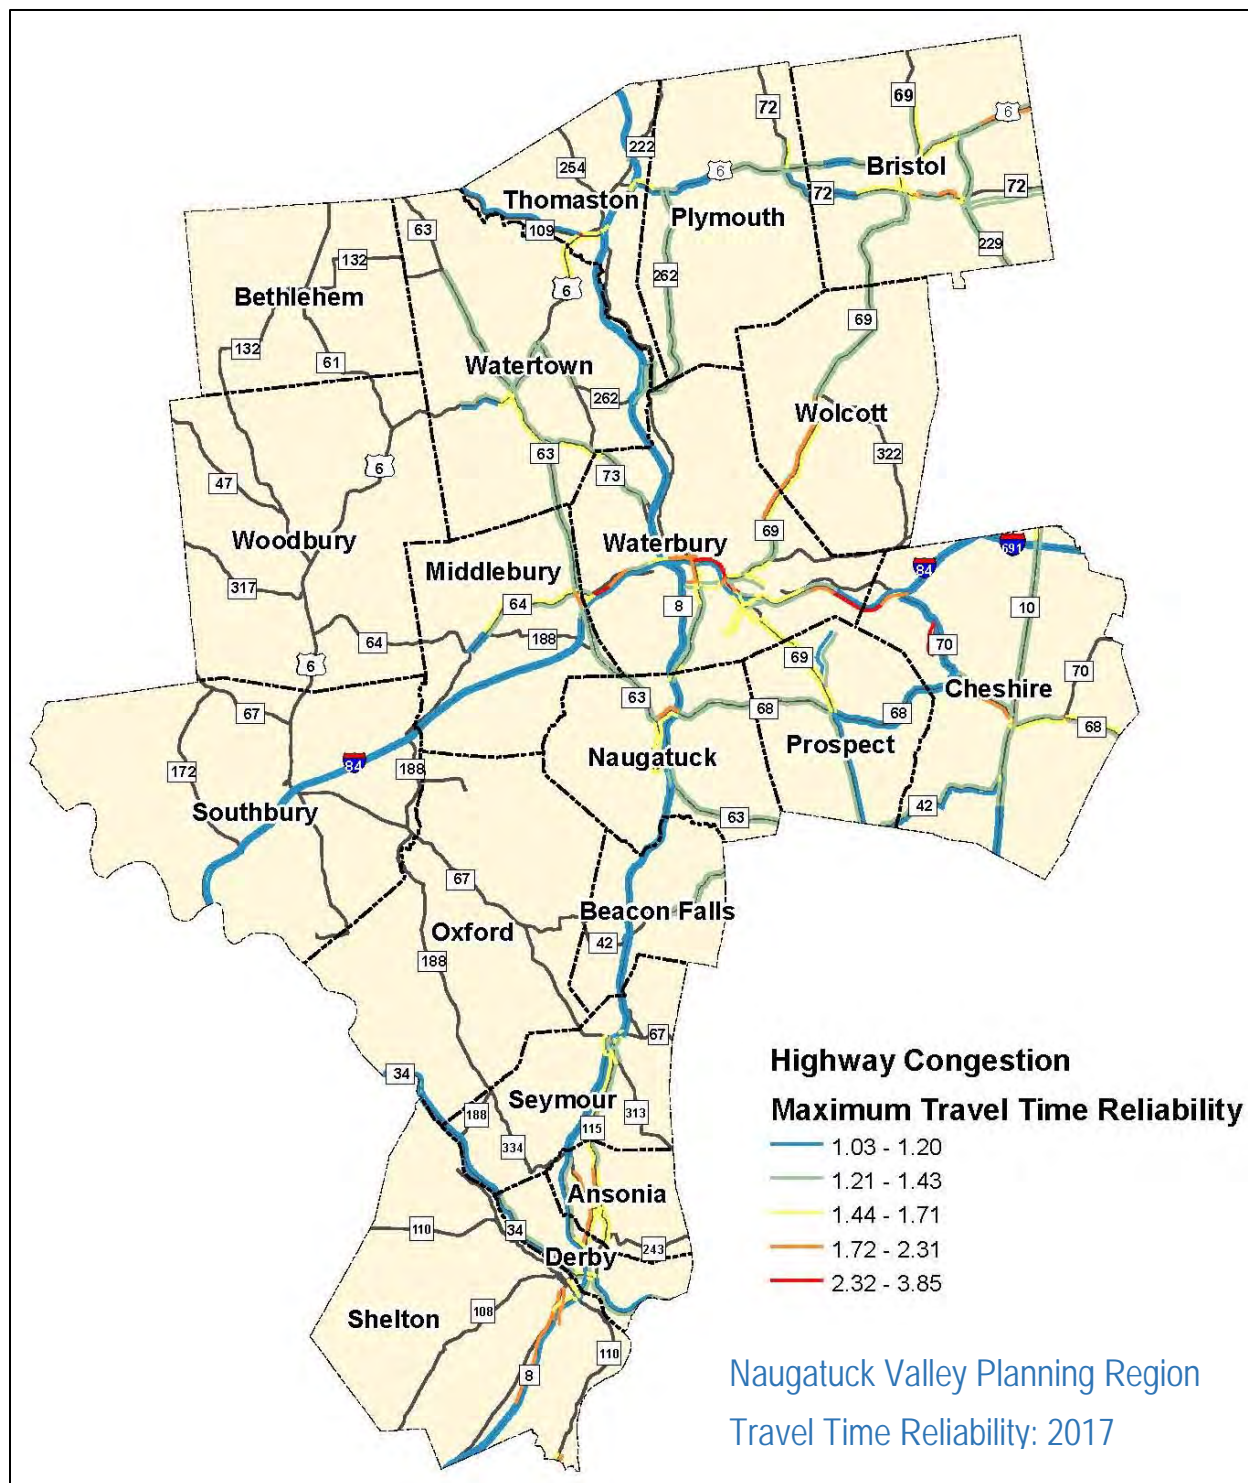 69
72
6
222
254
Bristol
6
72
72
Thomaston
Plymouth
109
63
229
132
262
Bethlehem
6
69
132
61
Watertown
262
Wolcott
63
6
322
73
47
69
Waterbury
Woodbury
691
Middlebury
84
317
64
8
10
188
64
70
69
6
70
63
Cheshire
67
68
68
68
Prospect
Naugatuck
84
188
172
42
Southbury
63
67
Beacon Falls
Oxford
42
188
67
Highway Congestion
34
Seymour
Maximum Travel Time Reliability
188
313
115
1.03 - 1.20
334
1.21 - 1.43
Ansonia
1.44 - 1.71
110
34
243
1.72 - 2.31
Derby
2.32 - 3.85
108
Shelton
110
8
Naugatuck Valley Planning Region
Travel Time Reliability: 2017